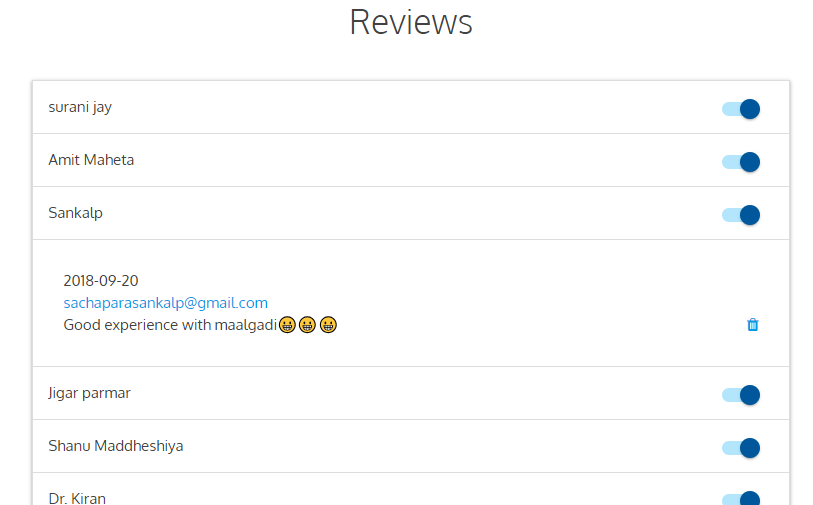 Reviews
surani jay
Amit Maheta
Sankalp
2018-09-20
sachaparasankalp@gmail.com
Good experience with maalgadi😀😀😀
Jigar parmar
Shanu Maddheshiya
Dr. Kiran